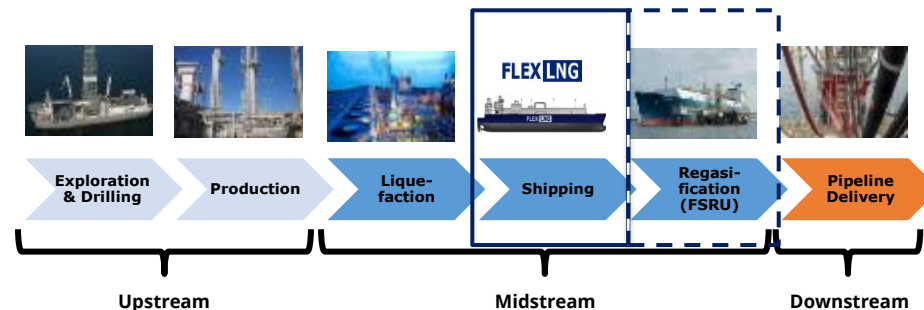 FLEX LNG
FLEX LNG
Exploration
& Drilling
Production
Lique-
faction
Shipping
Regasi-
fication
(FSRU)
Pipeline
Delivery
Upstream
Midstream
Downstream